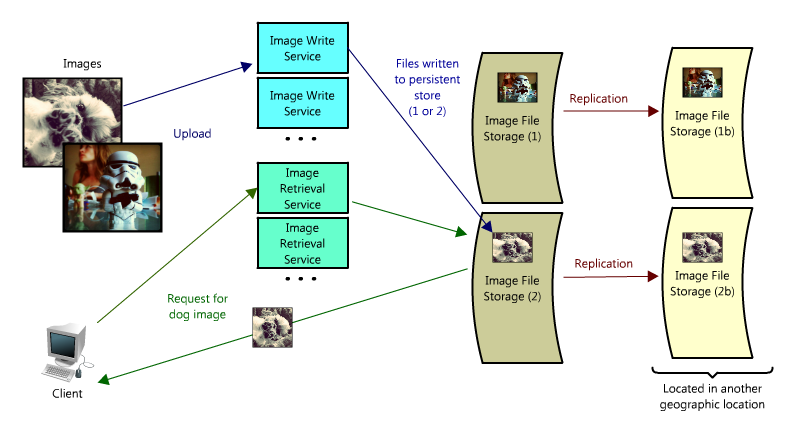 Images
Upload
Image Write
Service
Image Write
Service
...
Image
Retrieval
Service
Image
Retrieval
Service
...
Files written
to persistent
store
(1 or 2)
Image File
Storage (1)
Replication
Image File
Storage (1b)
Image File
Storage (2)
Replication
Image File
Storage (2b)
Request for
dog image
Client
Located in another
geographic location